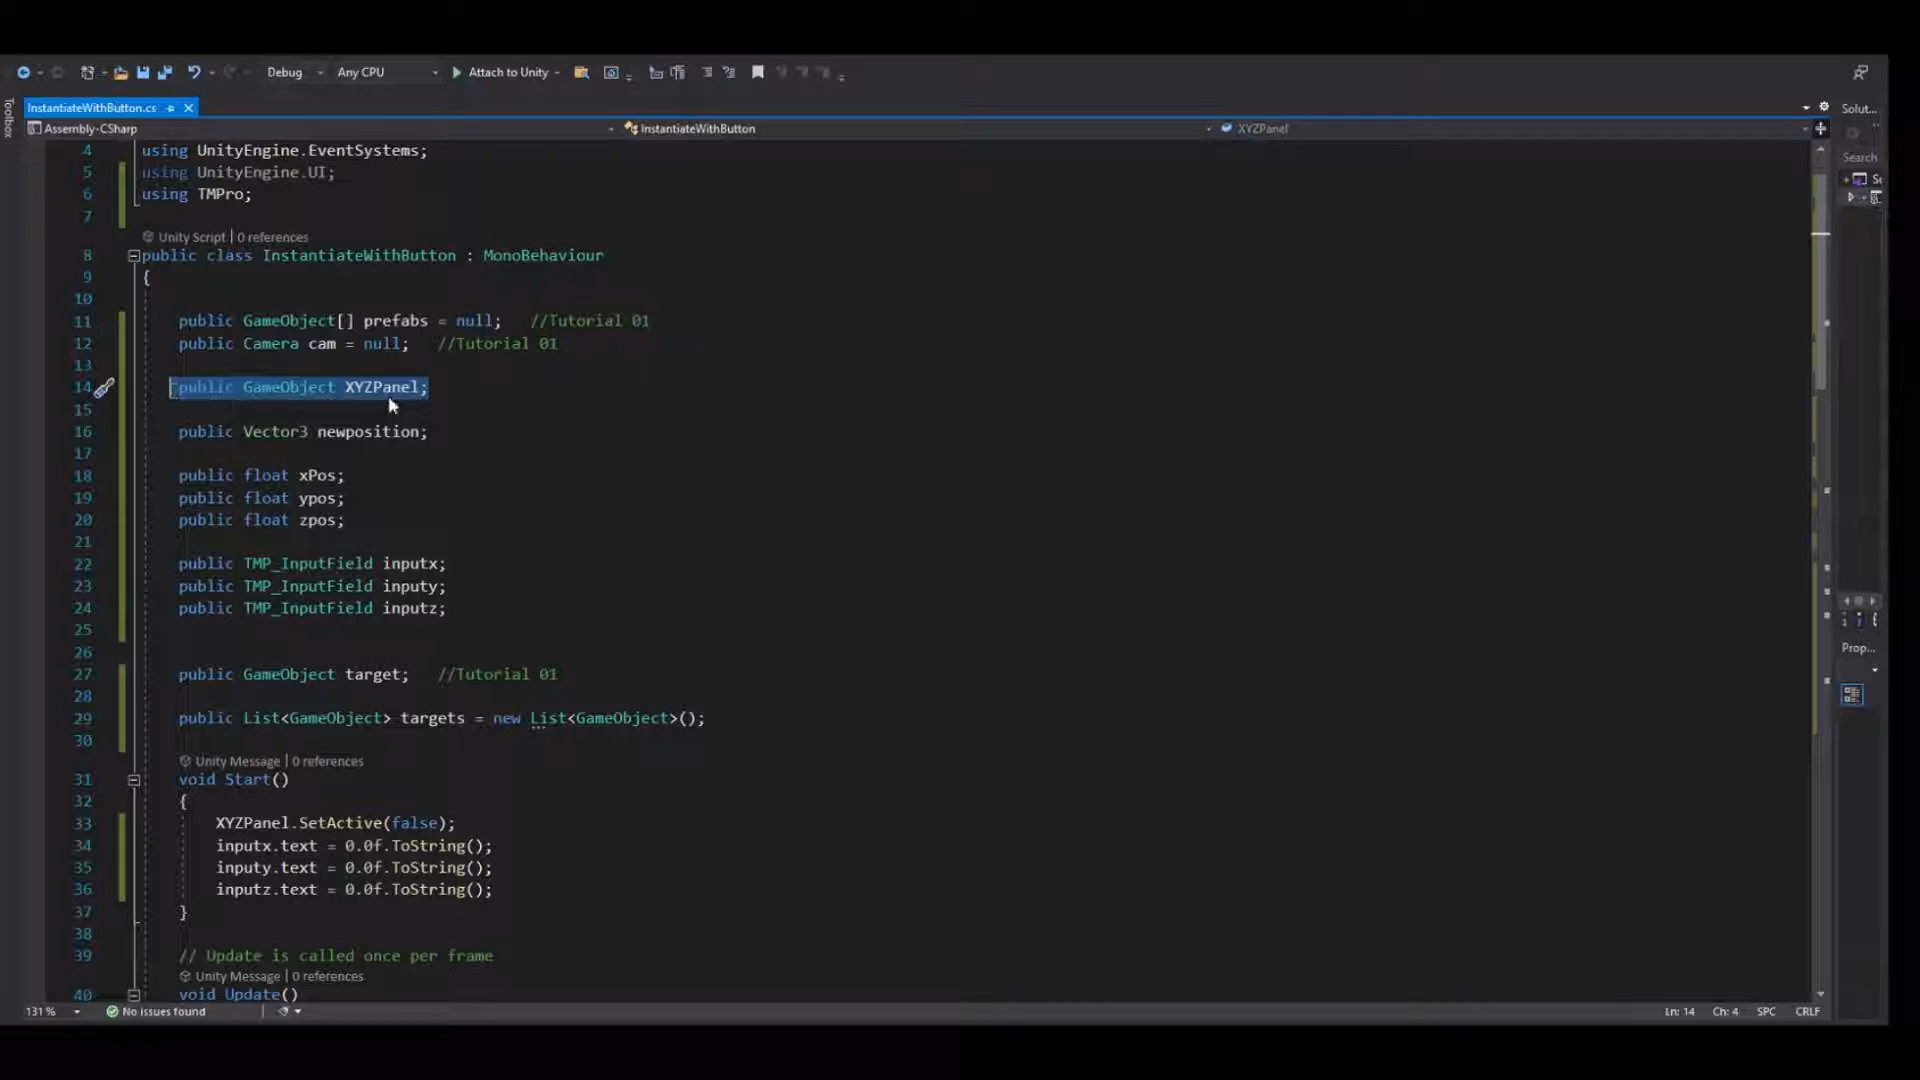 Debug Any CPU Attach to Unity
InstantiateWithButton.cs Solut...
Toolbox
Assembly-CSharp InstantiateWithButton XYZPanel
Search
4 using UnityEngine.EventSystems;
5 using UnityEngine.UI;
6 using TMPro;
7
Unity Script | 0 references
8 public class InstantiateWithButton : MonoBehaviour
9 {
10
11 public GameObject[] prefabs = null; //Tutorial 01
12 public Camera cam = null; //Tutorial 01
13
14 public GameObject XYZPanel;
15
16 public Vector3 newposition;
17
18 public float xPos;
19 public float ypos;
20 public float zpos;
21
22 public TMP_InputField inputx;
23 public TMP_InputField inputy;
24 public TMP_InputField inputz;
25
26
27 public GameObject target; //Tutorial 01
28
29 public List<GameObject> targets = new List<GameObject>();
30
Unity Message | 0 references
31 void Start()
32 {
33 XYZPanel.SetActive(false);
34 inputx.text = 0.0f.ToString();
35 inputy.text = 0.0f.ToString();
36 inputz.text = 0.0f.ToString();
37 }
38
39 // Update is called once per frame
Unity Message | 0 references
40 void Update()
Prop...
131 % No issues found Ln: 14 Ch: 4 SPC CRLF